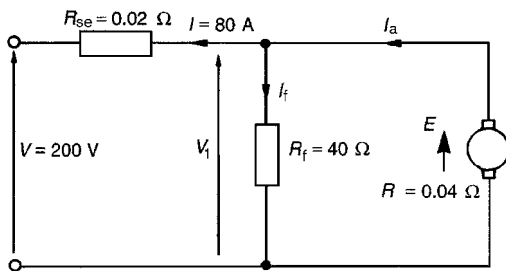 R_se = 0.02 Ω
I = 80 A
I_a
I_f
E
V = 200 V
V_1
R_f = 40 Ω
R = 0.04 Ω